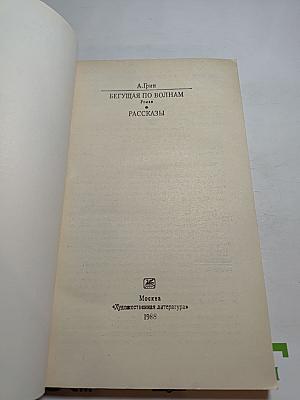 А.Грин
БЕГУЩАЯ ПО ВОЛНАМ
Роман
РАССКАЗЫ
Москва
«Художественная литература»
1988